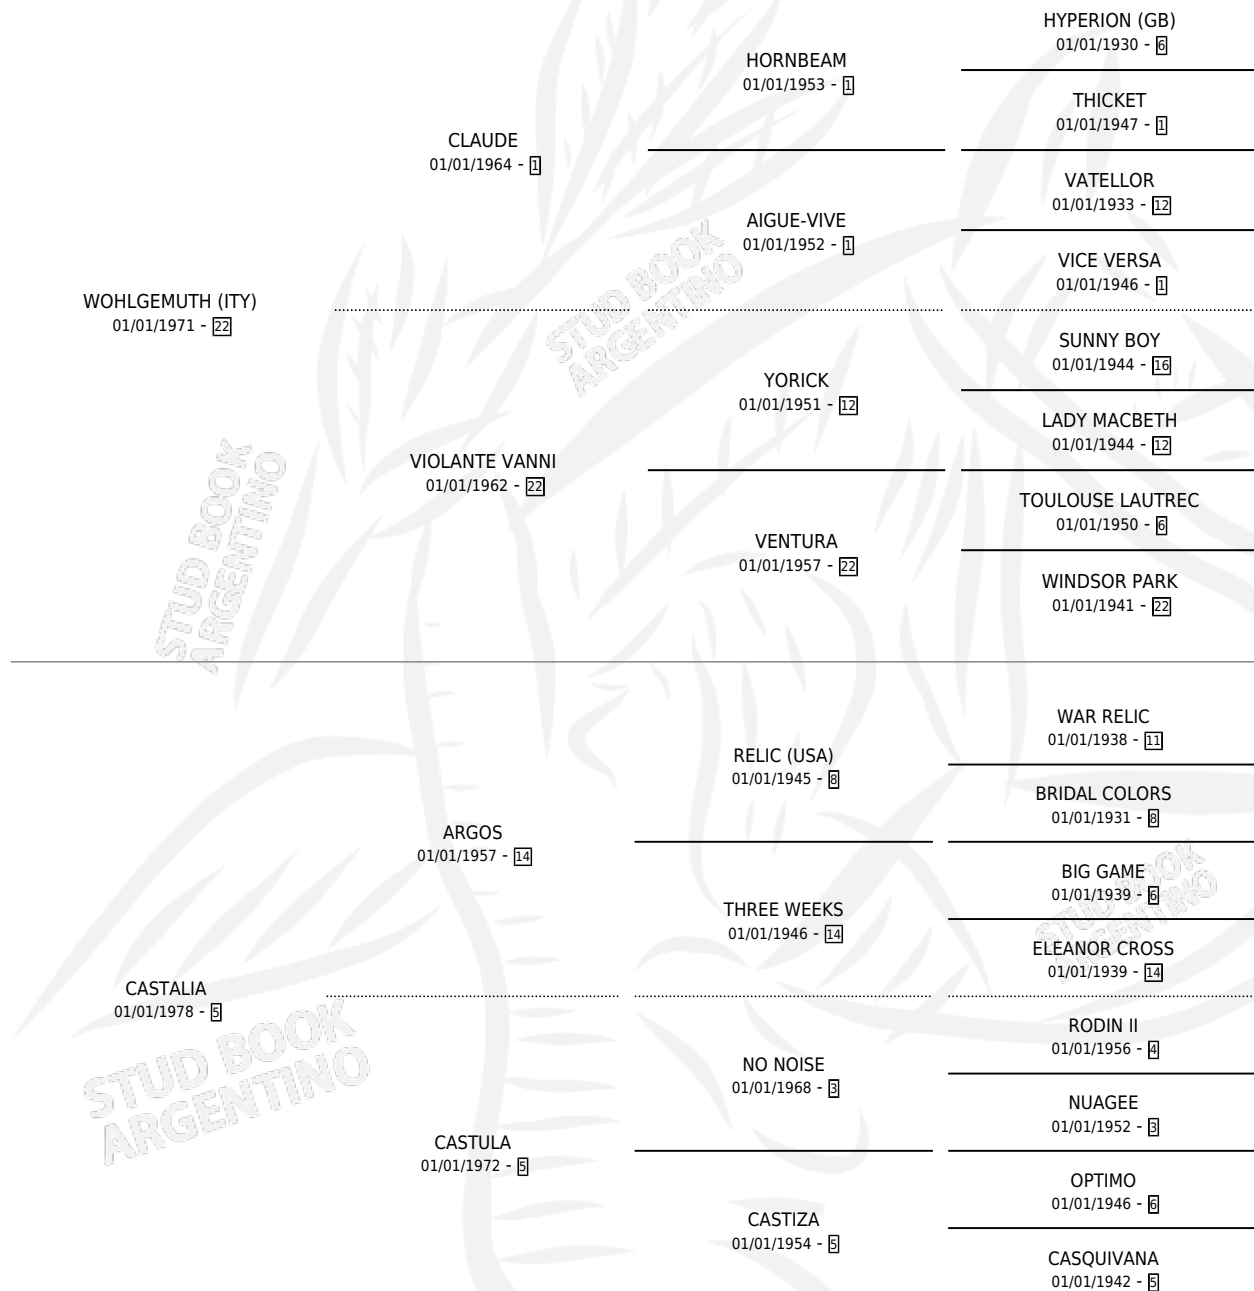 HYPERION (GB)
01/01/1930 - 6
HORNBEAM
01/01/1953 - 1
THICKET
01/01/1947 - 1
CLAUDE
01/01/1964 - 1
VATELLOR
01/01/1933 - 12
AIGUE-VIVE
01/01/1952 - 1
VICE VERSA
01/01/1946 - 1
STUD BOOK
ARGENTINO
WOHLGEMUTH (ITY)
01/01/1971 - 22
SUNNY BOY
01/01/1944 - 16
YORICK
01/01/1951 - 12
LADY MACBETH
01/01/1944 - 12
VIOLANTE VANNI
01/01/1962 - 22
TOULOUSE LAUTREC
01/01/1950 - 6
VENTURA
01/01/1957 - 22
WINDSOR PARK
01/01/1941 - 22
STUD BOOK
ARGENTINO
WAR RELIC
01/01/1938 - 11
RELIC (USA)
01/01/1945 - 8
BRIDAL COLORS
01/01/1931 - 8
ARGOS
01/01/1957 - 14
BIG GAME
01/01/1939 - 6
THREE WEEKS
01/01/1946 - 14
ELEANOR CROSS
01/01/1939 - 14
STUD BOOK
ARGENTINO
CASTALIA
01/01/1978 - 5
RODIN II
01/01/1956 - 4
NO NOISE
01/01/1968 - 3
NUAGEE
01/01/1952 - 3
STUD BOOK
ARGENTINO
CASTULA
01/01/1972 - 5
OPTIMO
01/01/1946 - 6
CASTIZA
01/01/1954 - 5
CASQUIVANA
01/01/1942 - 5